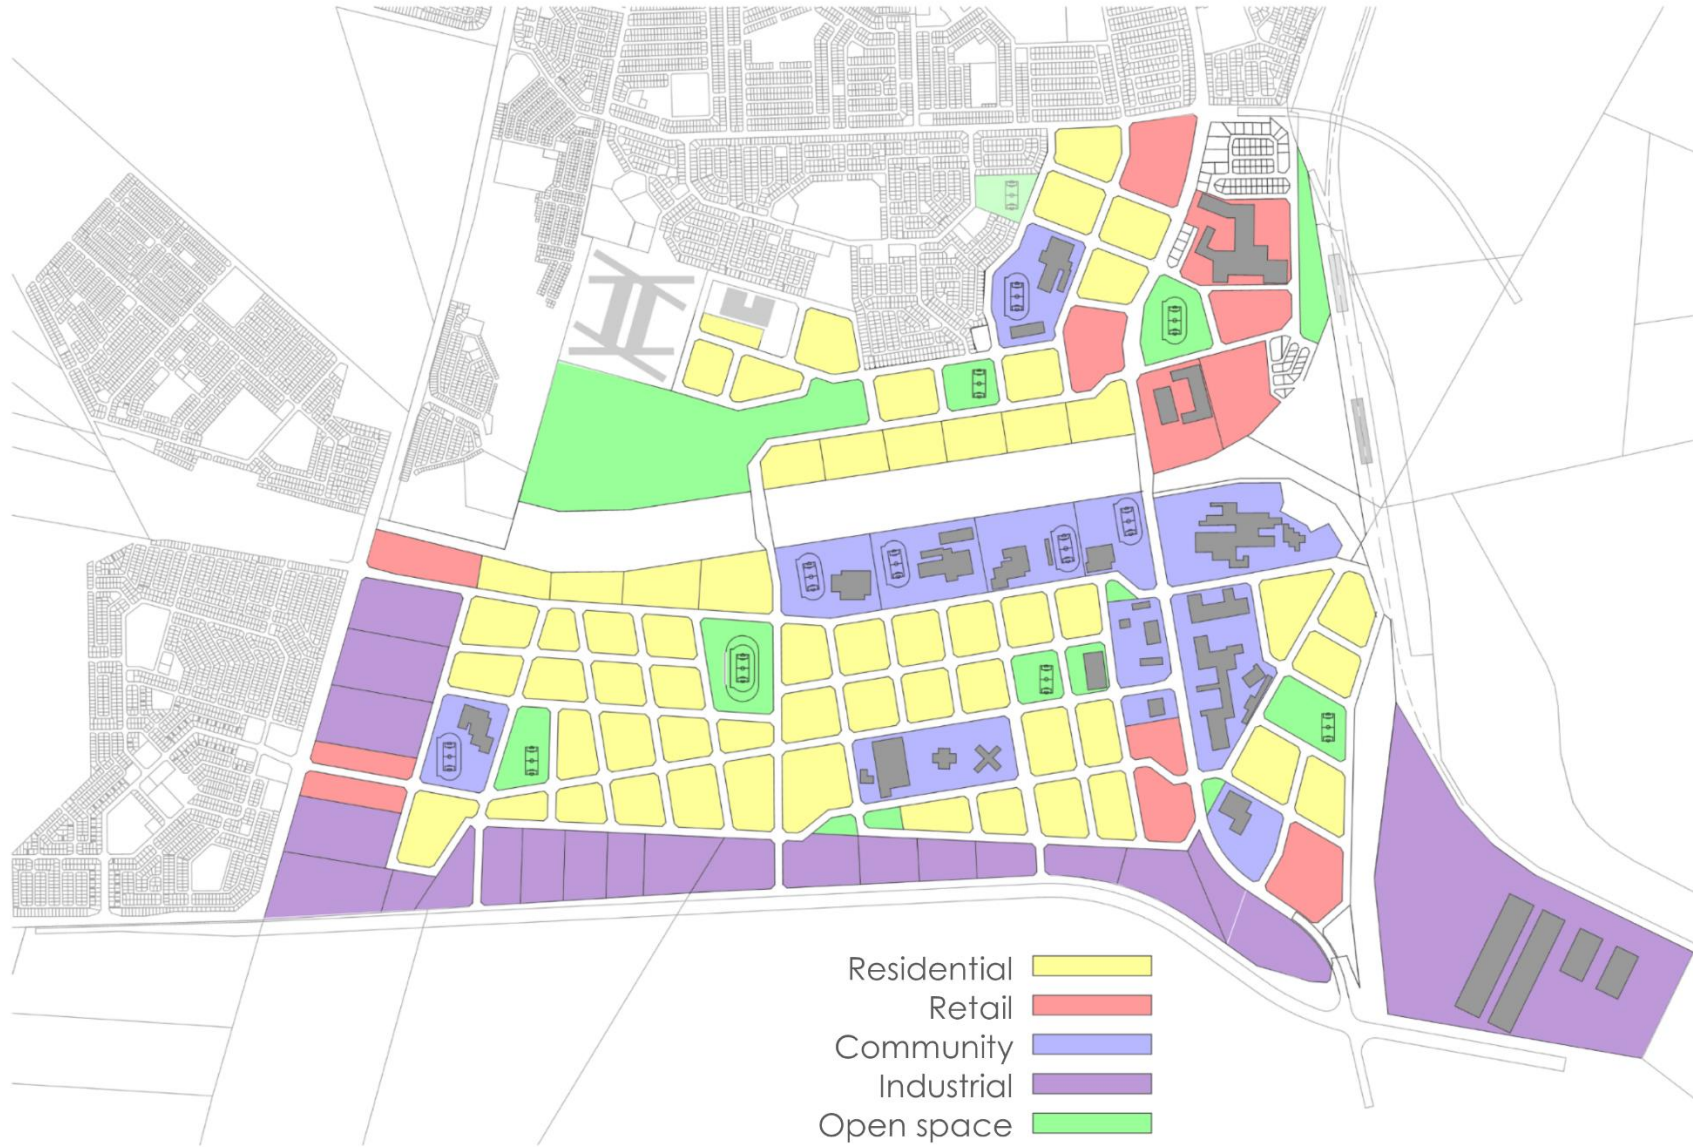 Residential
Retail
Community
Industrial
Open space